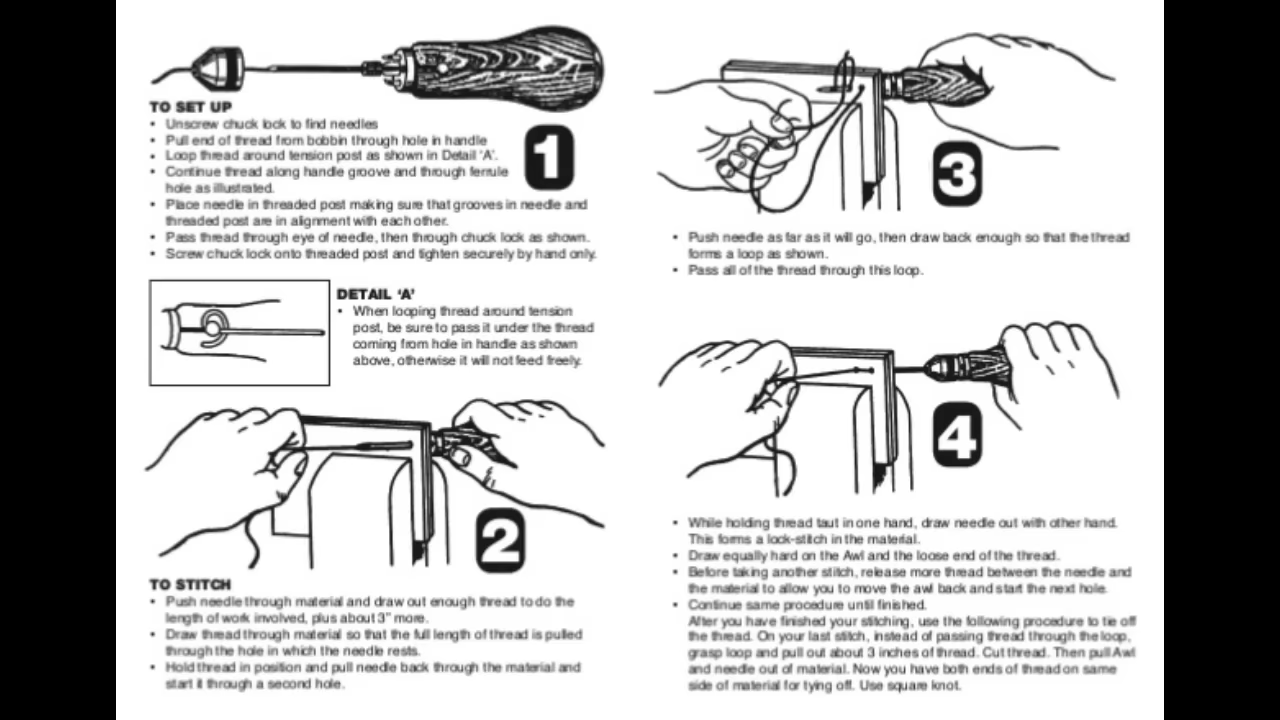 TO SET UP
• Unscrew chuck lock to find needles
• Pull end of thread from bobbin through hole in handle
• Loop thread around tension post as shown in Detail 'A'.
• Continue thread along handle groove and through ferrule
hole as illustrated.
• Place needle in threaded post making sure that grooves in needle and
threaded post are in alignment with each other.
• Pass thread through eye of needle, then through chuck lock as shown.
• Screw chuck lock onto threaded post and tighten securely by hand only.
1
DETAIL 'A'
• When looping thread around tension
post, be sure to pass it under the thread
coming from hole in handle as shown
above, otherwise it will not feed freely.
2
TO STITCH
• Push needle through material and draw out enough thread to do the
length of work involved, plus about 3" more.
• Draw thread through material so that the full length of thread is pulled
through the hole in which the needle rests.
• Hold thread in position and pull needle back through the material and
start it through a second hole.
3
• Push needle as far as it will go, then draw back enough so that the thread
forms a loop as shown.
• Pass all of the thread through this loop.
4
• While holding thread taut in one hand, draw needle out with other hand.
This forms a lock-stitch in the material.
• Draw equally hard on the Awl and the loose end of the thread.
• Before taking another stitch, release more thread between the needle and
the material to allow you to move the awl back and start the next hole.
• Continue same procedure until finished.
After you have finished your stitching, use the following procedure to tie off
the thread. On your last stitch, instead of passing thread through the loop,
grasp loop and pull out about 3 inches of thread. Cut thread. Then pull Awl
and needle out of material. Now you have both ends of thread on same
side of material for tying off. Use square knot.